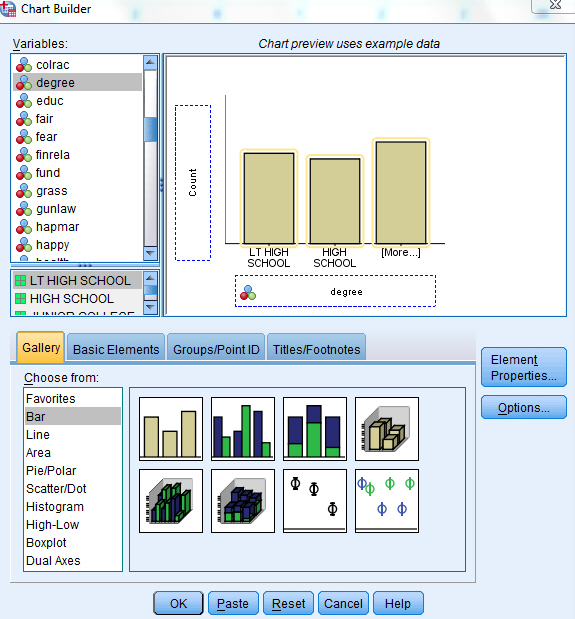 Chart Builder
Variables:
Chart preview uses example data
colrac
degree
educ
fair
fear
finrela
fund
grass
gunlaw
hapmar
happy
health
LT HIGH SCHOOL
HIGH SCHOOL
JUNIOR COLLEGE
Count
LT HIGH
SCHOOL
HIGH
SCHOOL
[More...]
degree
Gallery
Basic Elements
Groups/Point ID
Titles/Footnotes
Choose from:
Favorites
Bar
Line
Area
Pie/Polar
Scatter/Dot
Histogram
High-Low
Boxplot
Dual Axes
Element
Properties...
Options...
OK
Paste
Reset
Cancel
Help